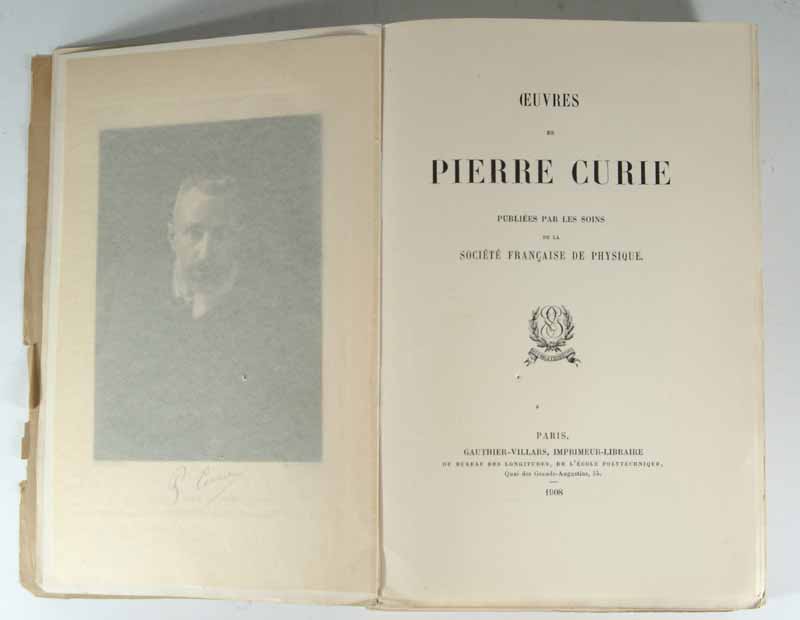 P. Curie
ŒUVRES
DE
PIERRE CURIE
PUBLIÉES PAR LES SOINS
DE LA
SOCIÉTÉ FRANÇAISE DE PHYSIQUE.
PARIS,
GAUTHIER-VILLARS, IMPRIMEUR-LIBRAIRE
DU BUREAU DES LONGITUDES, DE L'ÉCOLE POLYTECHNIQUE,
Quai des Grands-Augustins, 55.
1908